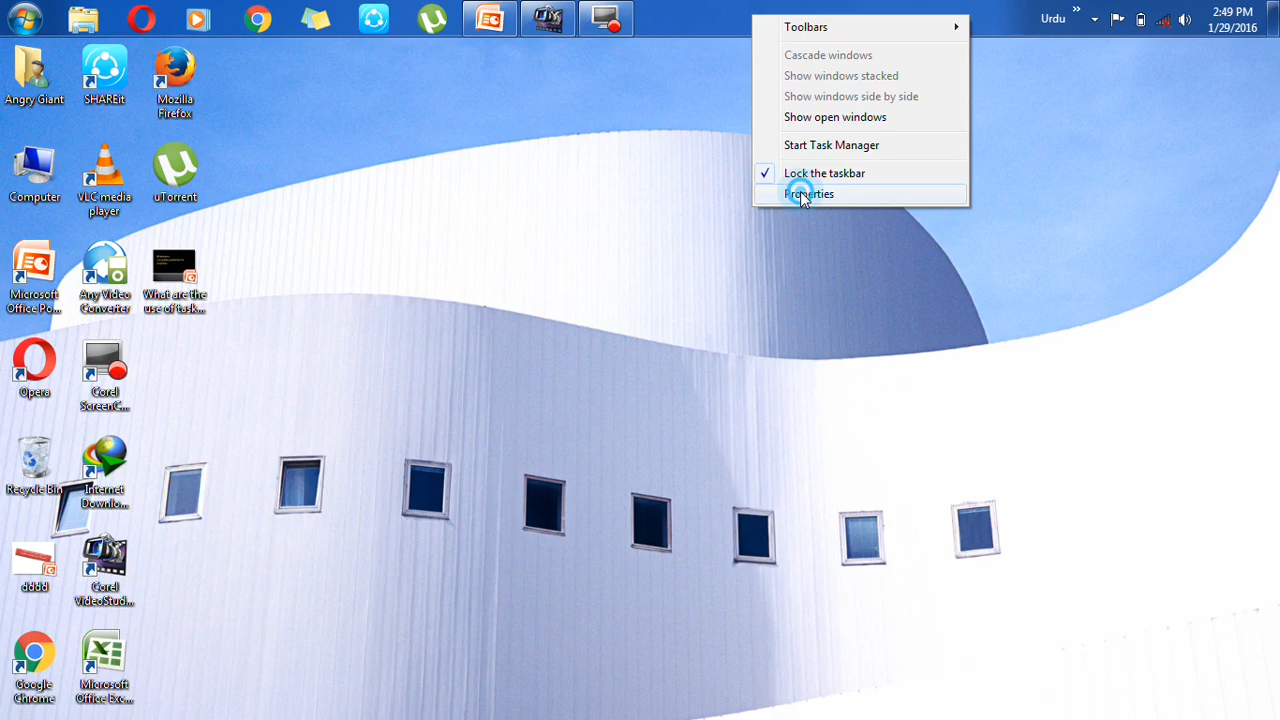 Urdu
2:49 PM
1/29/2016
Toolbars
Cascade windows
Show windows stacked
Show windows side by side
Show open windows
Start Task Manager
Lock the taskbar
Properties
Angry Giant
SHAREit
Mozilla
Firefox
Computer
VLC media
player
uTorrent
Microsoft
Office Po...
Any Video
Converter
What are the
use of task...
Opera
Corel
ScreenC...
Recycle Bin
Internet
Downlo...
dddd
Corel
VideoStud...
Google
Chrome
Microsoft
Office Exc...